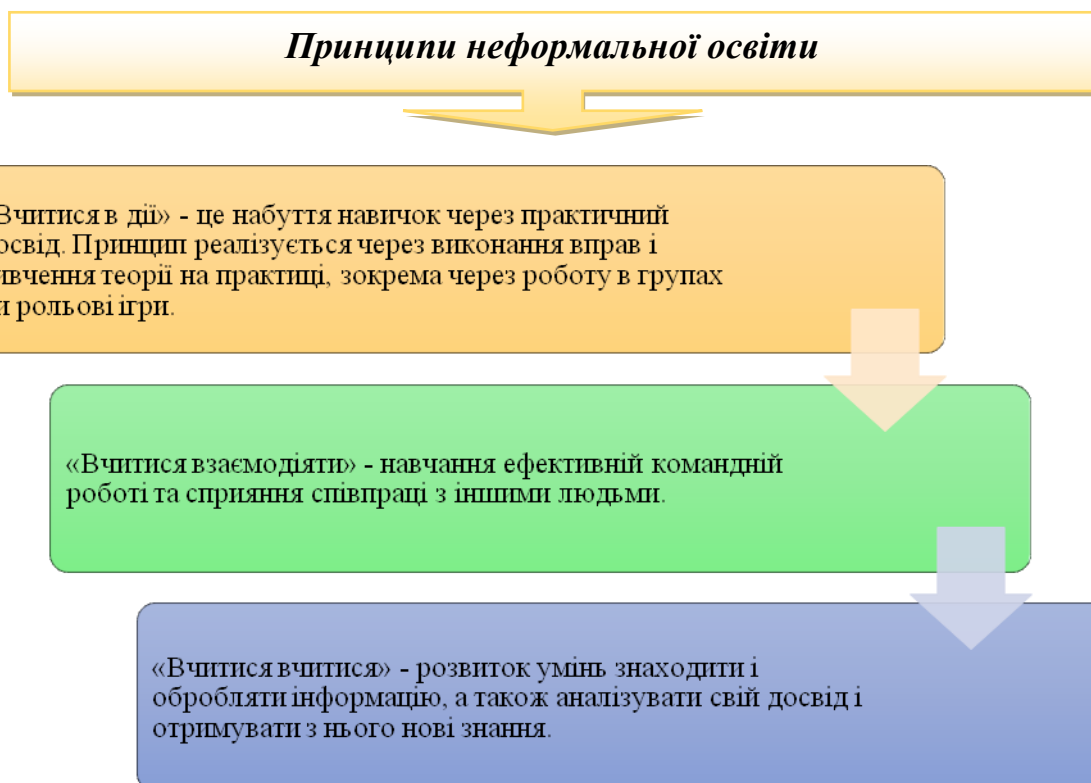 Принципи неформальної освіти
Вчитися в дії» - це набуття навичок через практичний
освід. Принцип реалізується через виконання вправ і
ивчення теорії на практиці, зокрема через роботу в групах
и рольові ігри.
«Вчитися взаємодіяти» - навчання ефективній командній
роботі та сприяння співпраці з іншими людьми.
«Вчитися вчитися» - розвиток умінь знаходити і
обробляти інформацію, а також аналізувати свій досвід і
отримувати з нього нові знання.